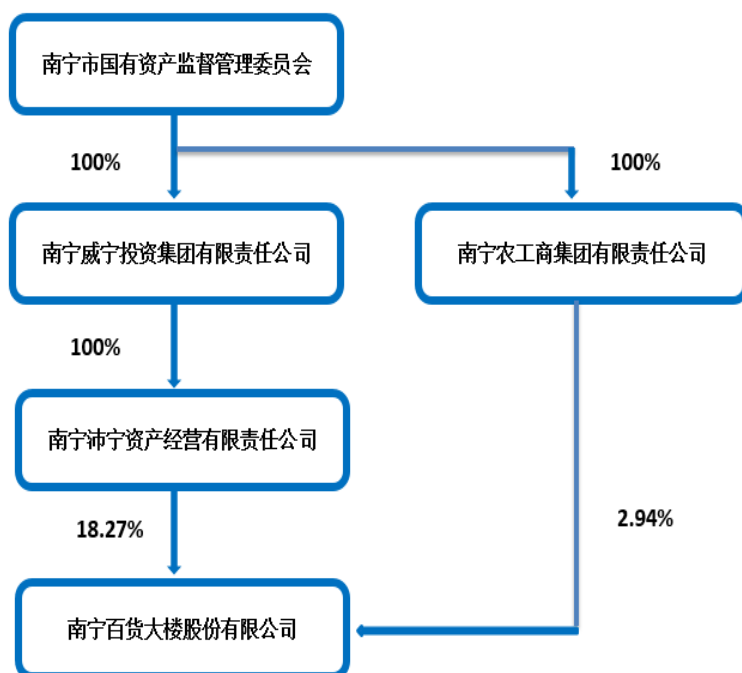 南宁市国有资产监督管理委员会
100%
100%
南宁威宁投资集团有限责任公司
南宁农工商集团有限责任公司
100%
南宁沛宁资产经营有限责任公司
18.27%
2.94%
南宁百货大楼股份有限公司